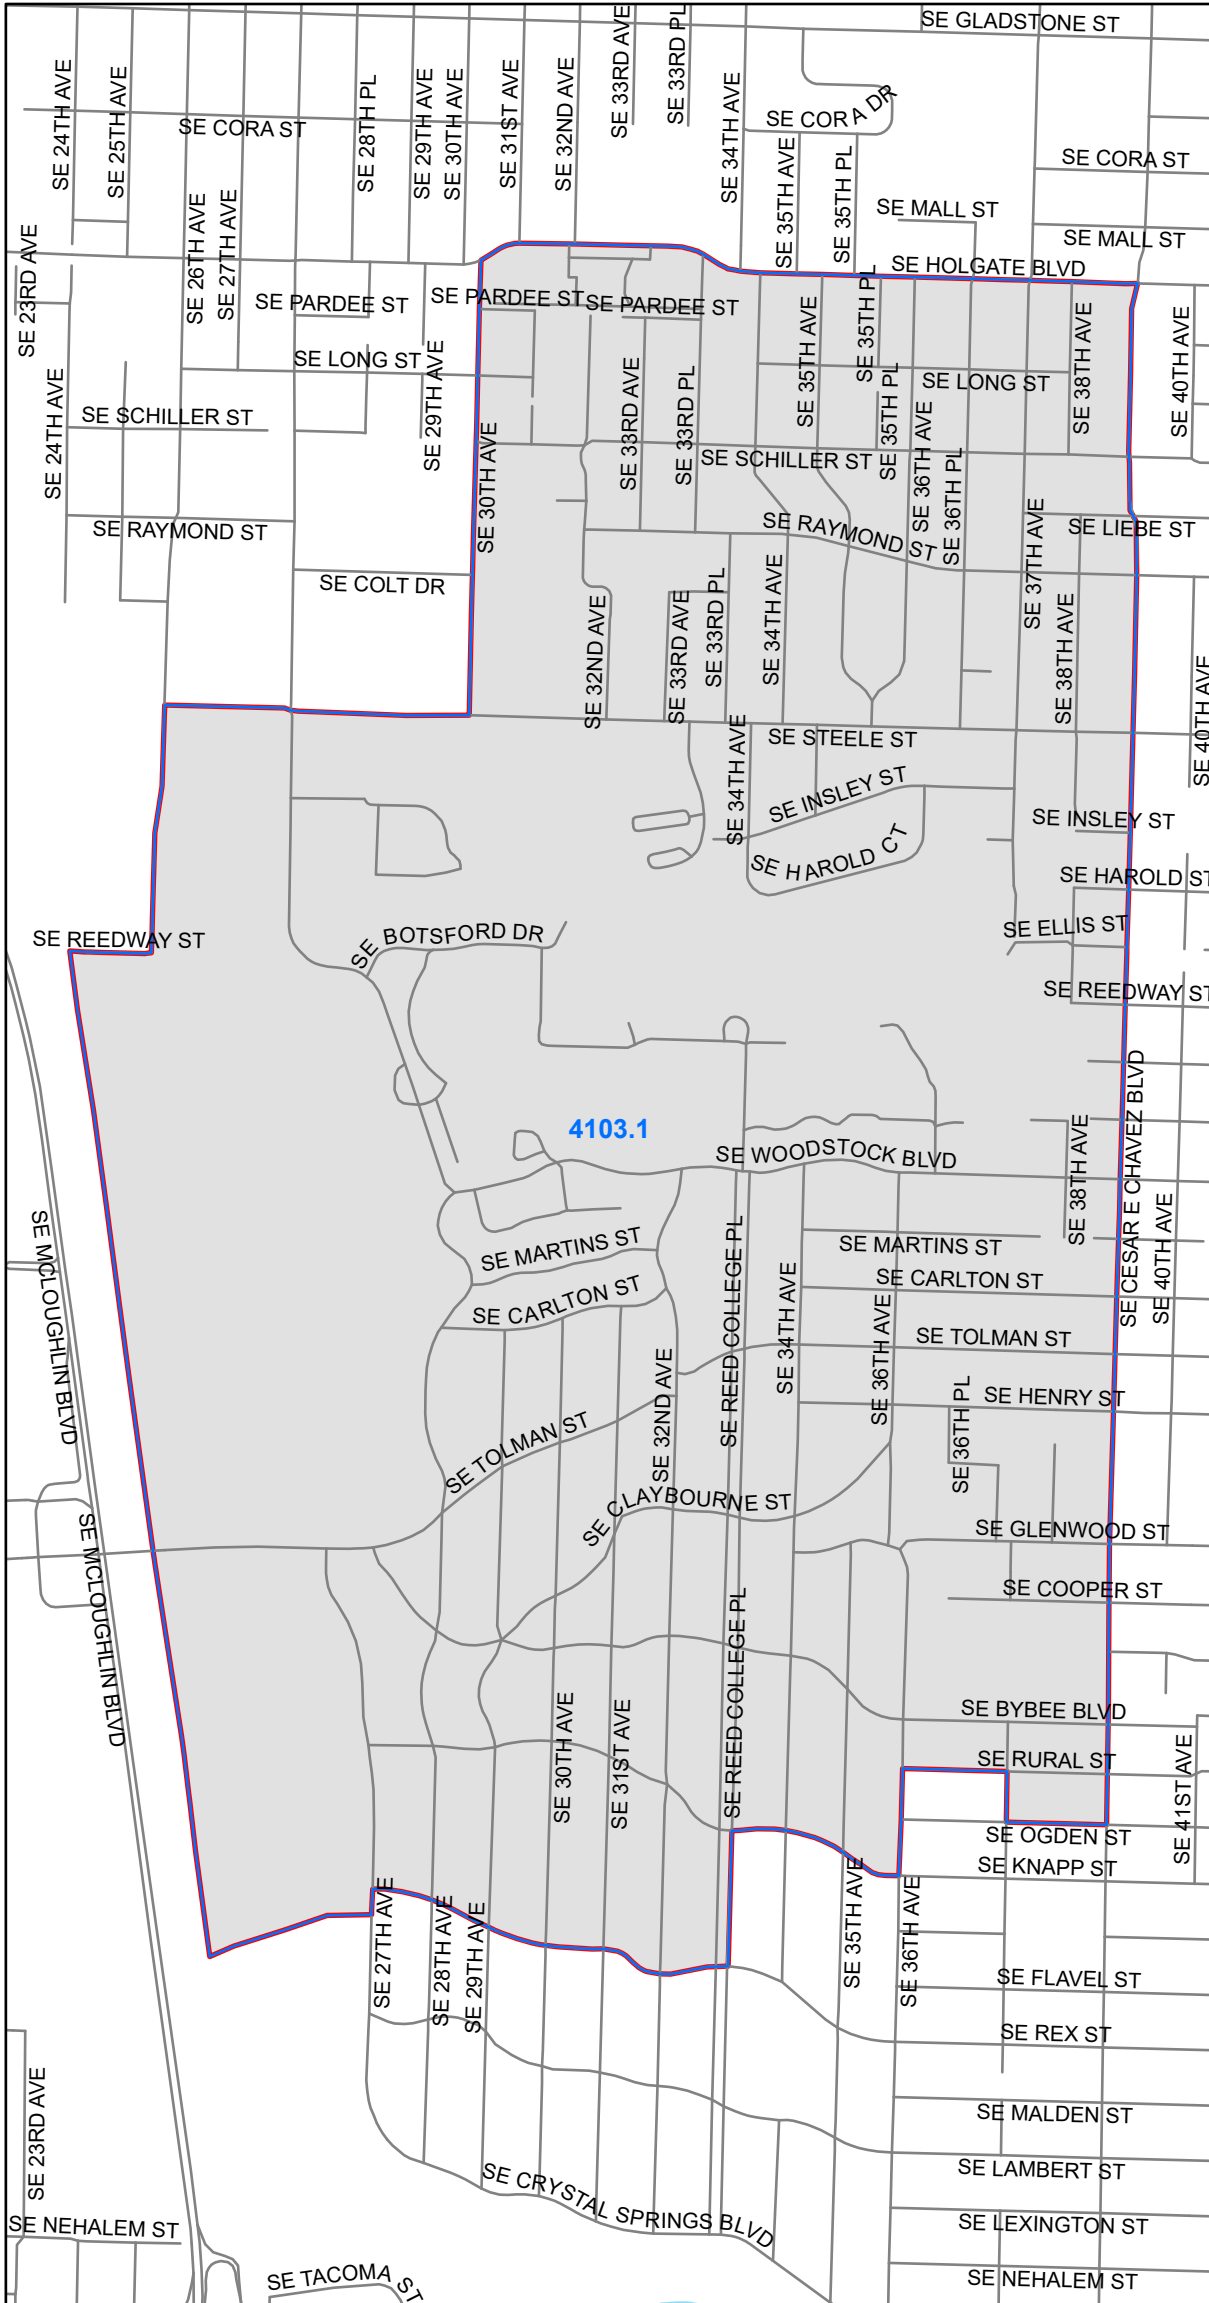 SE GLADSTONE ST
SE 33RD AVE
SE 33RD PL
SE 24TH AVE
SE 25TH AVE
SE CORA ST
SE 28TH PL
SE 29TH AVE
SE 30TH AVE
SE 31ST AVE
SE 32ND AVE
SE 34TH AVE
SE CORA DR
SE 35TH AVE
SE 35TH PL
SE CORA ST
SE MALL ST
SE MALL ST
SE 23RD AVE
SE 26TH AVE
SE 27TH AVE
SE HOLGATE BLVD
SE PARDEE ST
SE PARDEE ST
SE PARDEE ST
SE 35TH AVE
SE 35TH PL
SE 38TH AVE
SE 40TH AVE
SE LONG ST
SE LONG ST
SE 24TH AVE
SE SCHILLER ST
SE 29TH AVE
SE 33RD AVE
SE 33RD PL
SE 35TH PL
SE 36TH AVE
SE 36TH PL
SE SCHILLER ST
SE RAYMOND ST
SE 30TH AVE
SE RAYMOND ST
SE 37TH AVE
SE LIEBE ST
SE COLT DR
SE 32ND AVE
SE 33RD AVE
SE 33RD PL
SE 34TH AVE
SE 38TH AVE
SE 40TH AVE
SE STEELE ST
SE 34TH AVE
SE INSLEY ST
SE INSLEY ST
SE HAROLD CT
SE HAROLD ST
SE REEDWAY ST
SE BOTSFORD DR
SE ELLIS ST
SE REEDWAY ST
SE CESAR E CHAVEZ BLVD
4103.1
SE WOODSTOCK BLVD
SE 38TH AVE
SE 40TH AVE
SE MCLOUGHLIN BLVD
SE MARTINS ST
SE MARTINS ST
SE REED COLLEGE PL
SE CARLTON ST
SE CARLTON ST
SE 34TH AVE
SE 36TH AVE
SE TOLMAN ST
SE 32ND AVE
SE HENRY ST
SE 36TH PL
SE TOLMAN ST
SE CLAYBOURNE ST
SE MCLOUGHLIN BLVD
SE GLENWOOD ST
SE COOPER ST
SE REED COLLEGE PL
SE 30TH AVE
SE 31ST AVE
SE BYBEE BLVD
SE RURAL ST
SE 41ST AVE
SE OGDEN ST
SE KNAPP ST
SE 27TH AVE
SE 28TH AVE
SE 29TH AVE
SE 35TH AVE
SE 36TH AVE
SE FLAVEL ST
SE REX ST
SE 23RD AVE
SE MALDEN ST
SE LAMBERT ST
SE CRYSTAL SPRINGS BLVD
SE NEHALEM ST
SE LEXINGTON ST
SE TACOMA ST
SE NEHALEM ST